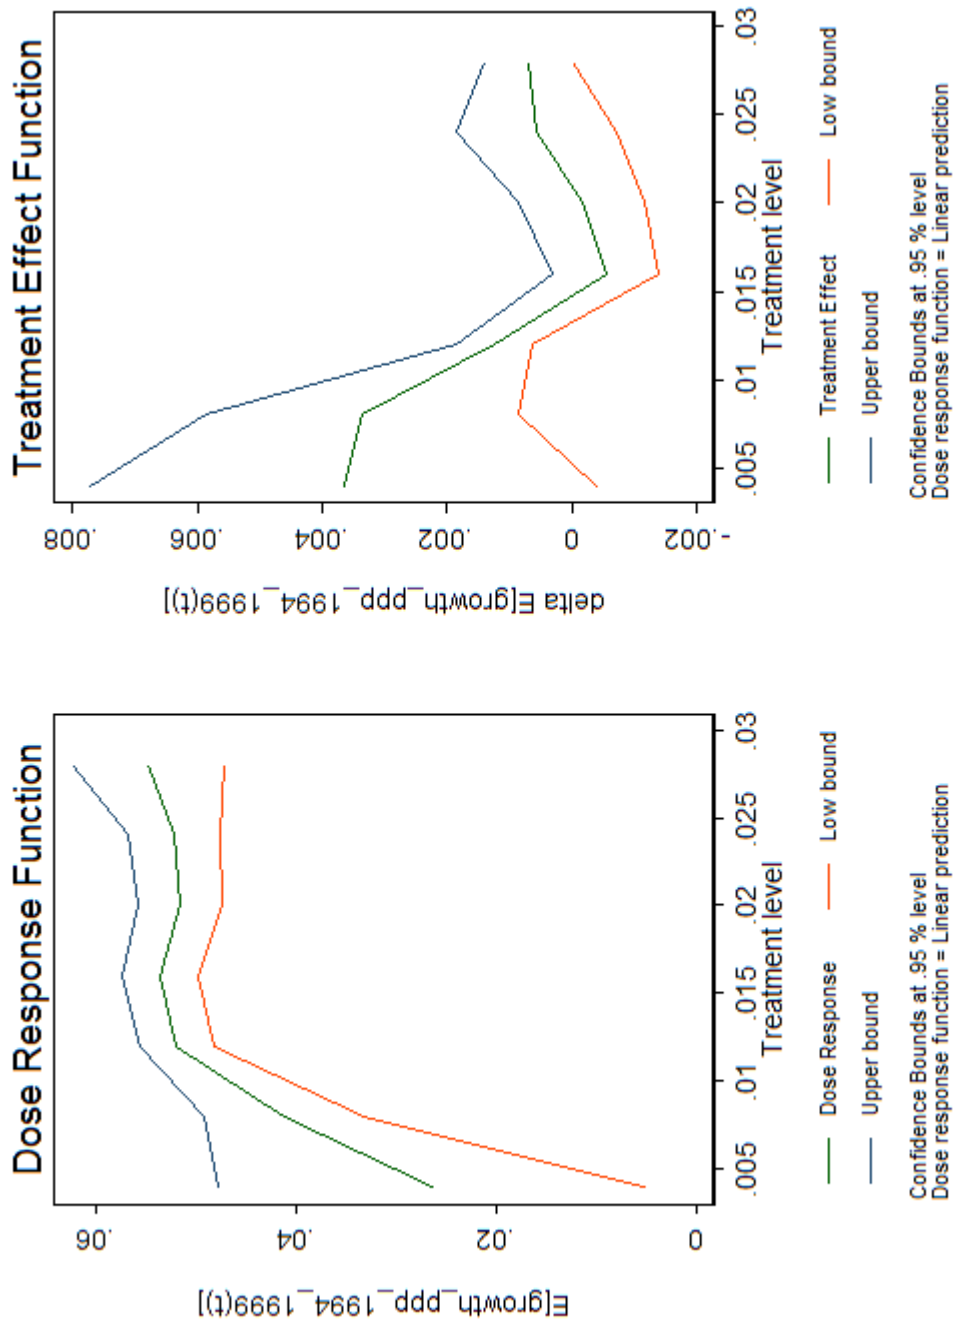 Dose Response Function
E[growth_ppp_1994_1999(t)]
.06
.04
.02
0
.005
.01
.015
.02
.025
.03
Treatment level
Dose Response
Low bound
Upper bound
Confidence Bounds at .95 % level
Dose response function = Linear prediction
Treatment Effect Function
delta E[growth_ppp_1994_1999(t)]
.008
.006
.004
.002
0
-.002
.005
.01
.015
.02
.025
.03
Treatment level
Treatment Effect
Low bound
Upper bound
Confidence Bounds at .95 % level
Dose response function = Linear prediction